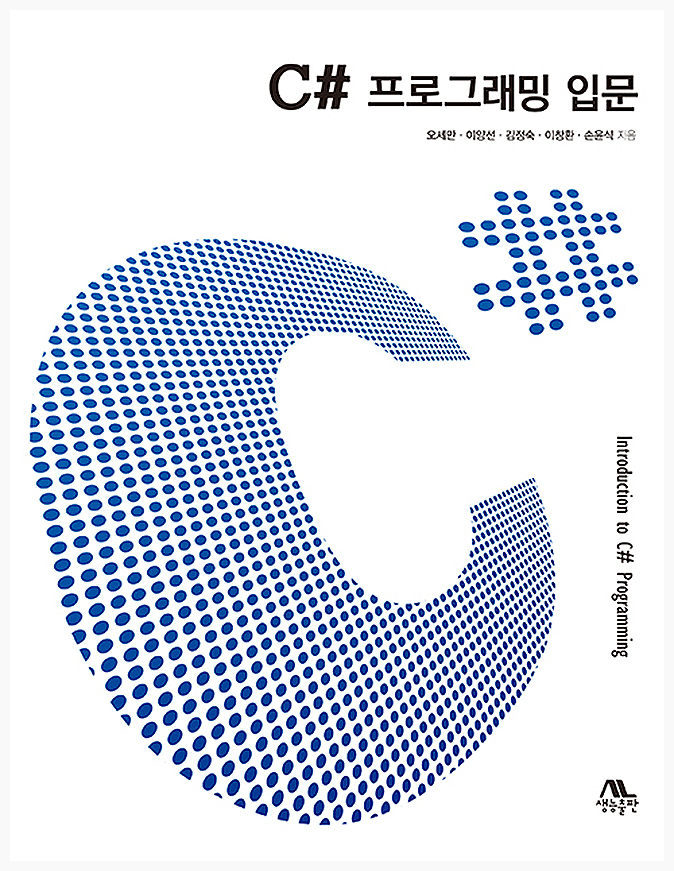 C# 프로그래밍 입문
오세만 · 이양선 · 김정숙 · 이창환 · 손윤식 지음
C#
Introduction to C# Programming
생능출판